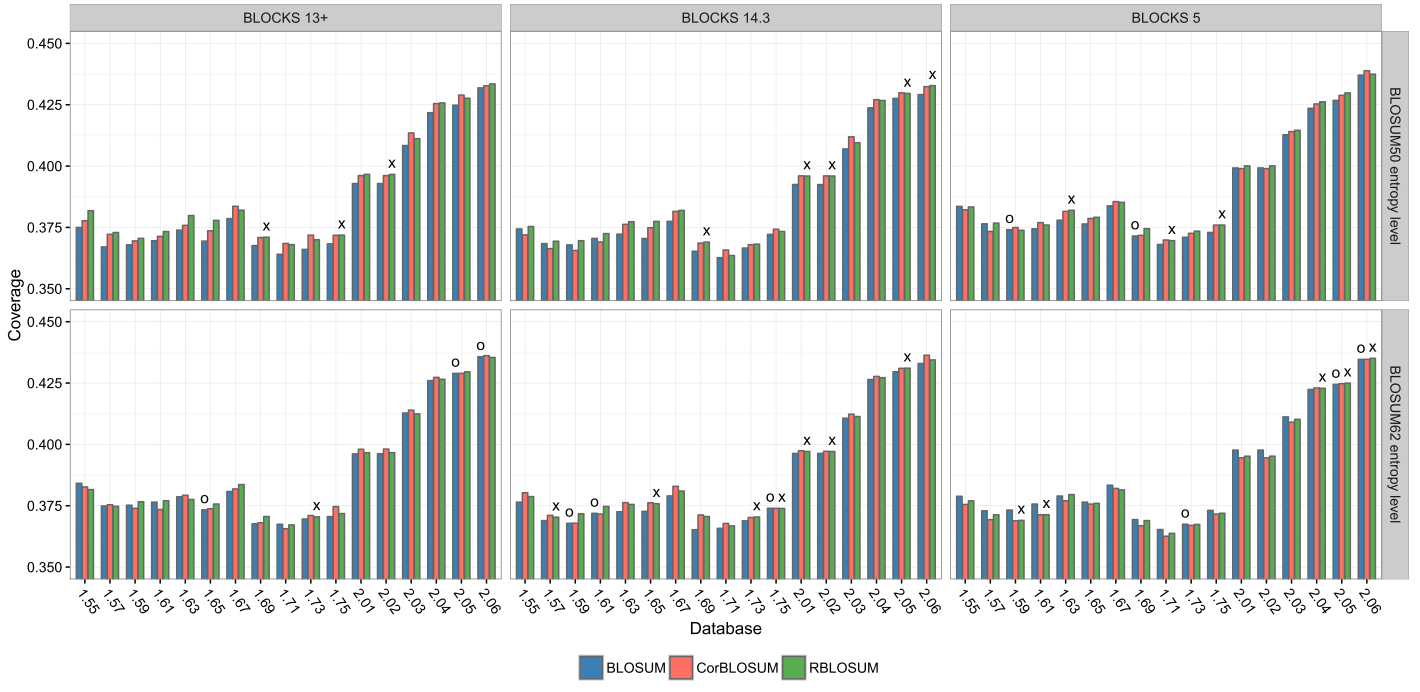 BLOCKS 13+ BLOCKS 14.3 BLOCKS 5
Coverage
0.450
0.425
0.400
0.375
0.350
x x x x
x x x x x
o x o x x
BLOSUM50 entropy level
0.450
0.425
0.400
0.375
0.350
o x o o
x o o x x o x x x x
x x o x o x o x
BLOSUM62 entropy level
1.55 1.57 1.59 1.61 1.63 1.65 1.67 1.69 1.71 1.73 1.75 2.01 2.02 2.03 2.04 2.05 2.06
1.55 1.57 1.59 1.61 1.63 1.65 1.67 1.69 1.71 1.73 1.75 2.01 2.02 2.03 2.04 2.05 2.06
1.55 1.57 1.59 1.61 1.63 1.65 1.67 1.69 1.71 1.73 1.75 2.01 2.02 2.03 2.04 2.05 2.06
Database
BLOSUM CorBLOSUM RBLOSUM